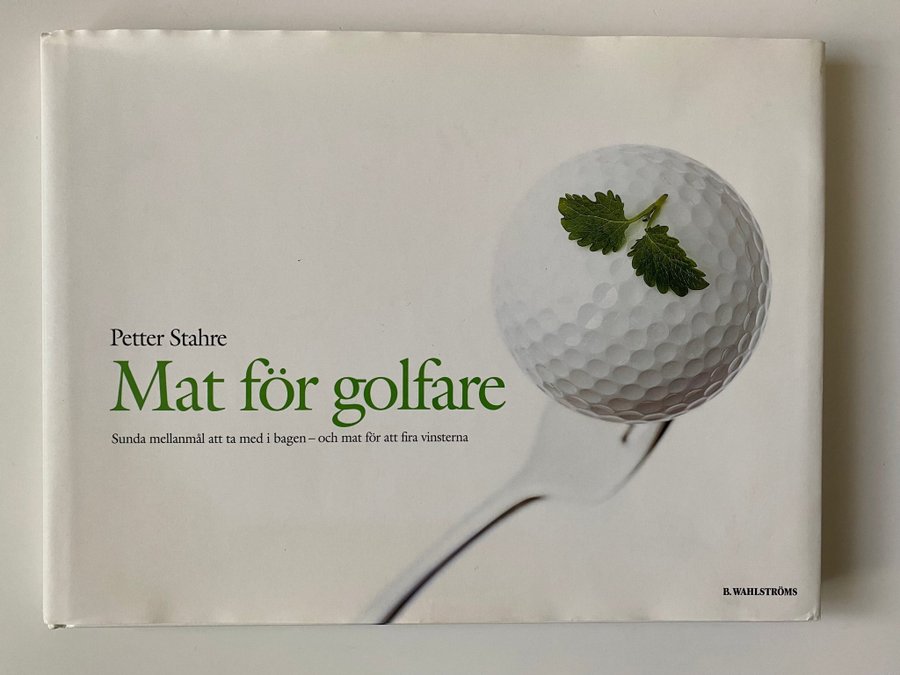 Petter Stahre
Mat för golfare
Sunda mellanmål att ta med i bagen – och mat för att fira vinsterna
B. WAHLSTRÖMS